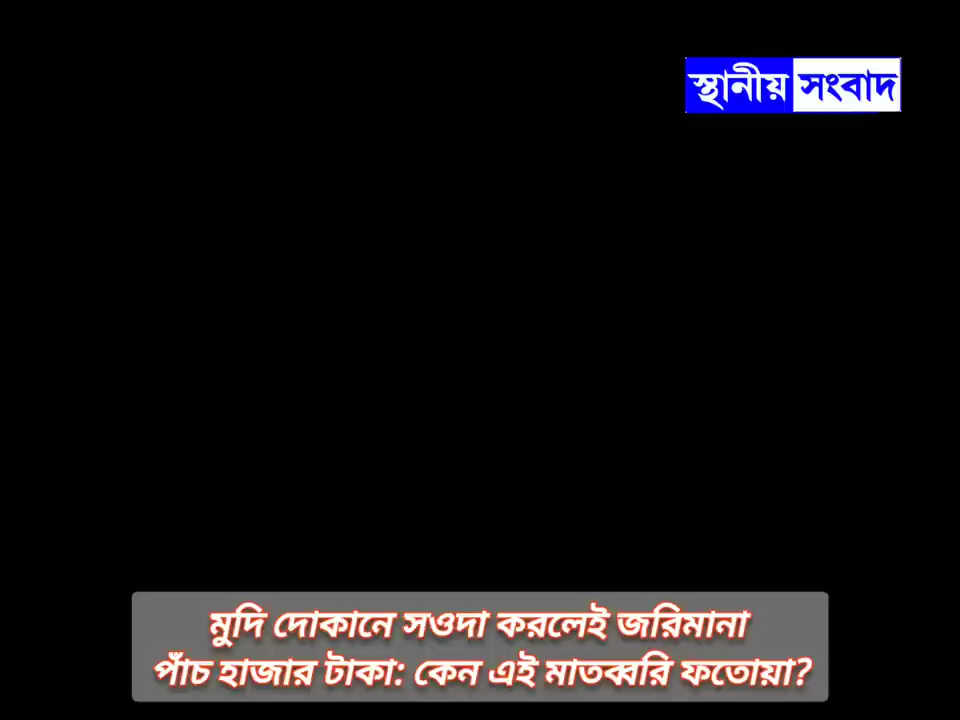 স্থানীয় সংবাদ
মুদি দোকানে সওদা করলেই জরিমানা
পাঁচ হাজার টাকা: কেন এই মাতব্বরি ফতোয়া?